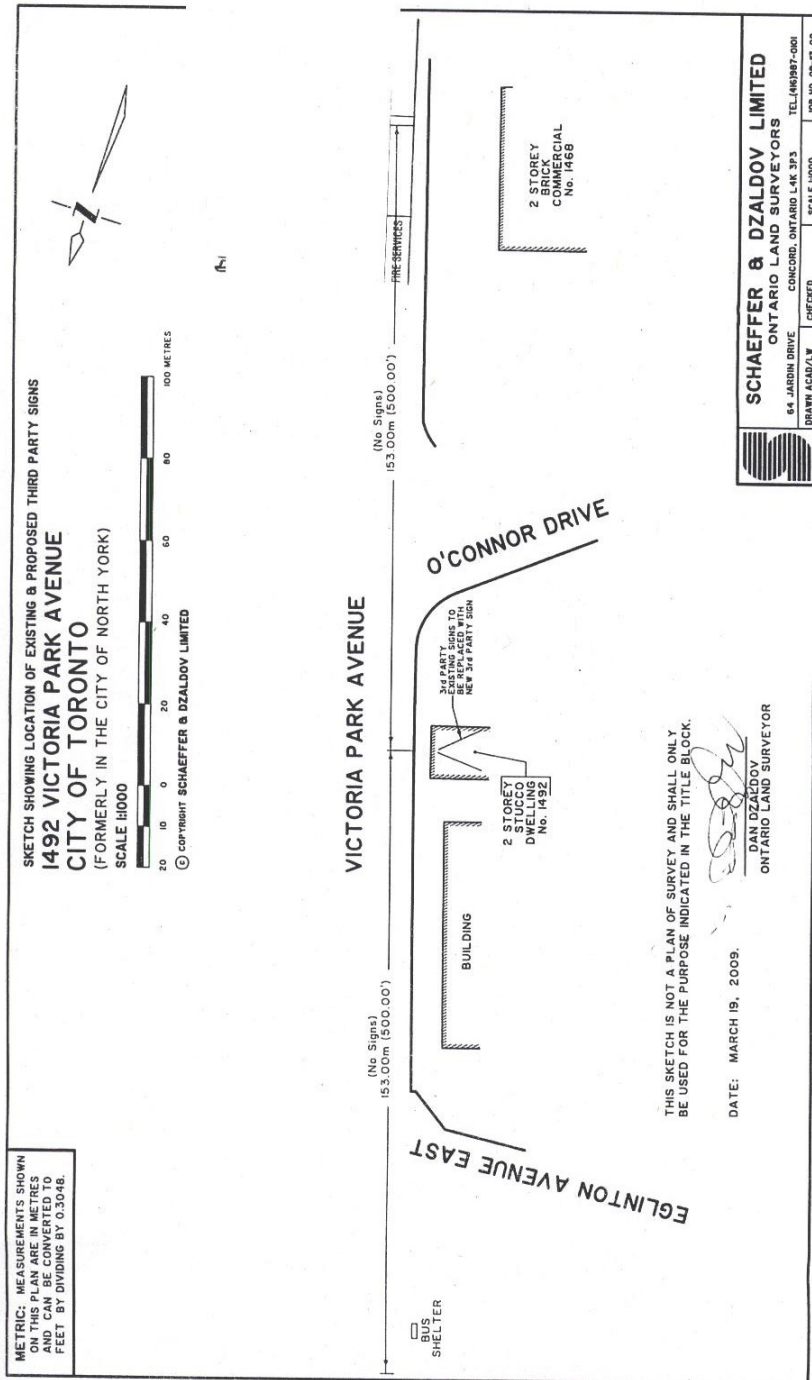 METRIC: MEASUREMENTS SHOWN
ON THIS PLAN ARE IN METRES
AND CAN BE CONVERTED TO
FEET BY DIVIDING BY 0.3048.
SKETCH SHOWING LOCATION OF EXISTING & PROPOSED THIRD PARTY SIGNS
1492 VICTORIA PARK AVENUE
CITY OF TORONTO
(FORMERLY IN THE CITY OF NORTH YORK)
SCALE 1:1000
20 10 0 20 40 60 80 100 METRES
© COPYRIGHT SCHAEFFER & DZALDOV LIMITED
N
VICTORIA PARK AVENUE
(No Signs)
153.00m (500.00')
(No Signs)
153.00m (500.00')
FIRE SERVICES
BUS
SHELTER
EGLINTON AVENUE EAST
BUILDING
2 STOREY
STUCCO
DWELLING
No. 1492
3rd PARTY
EXISTING SIGNS TO
BE REPLACED WITH
NEW 3rd PARTY SIGN
O'CONNOR DRIVE
2 STOREY
BRICK
COMMERCIAL
No. 1468
THIS SKETCH IS NOT A PLAN OF SURVEY AND SHALL ONLY
BE USED FOR THE PURPOSE INDICATED IN THE TITLE BLOCK.
DATE: MARCH 19, 2009.
DAN DZALDOV
ONTARIO LAND SURVEYOR
SCHAEFFER & DZALDOV LIMITED
ONTARIO LAND SURVEYORS
64 JARDIN DRIVE CONCORD, ONTARIO L4K 3P3 TEL.(416)987-0101
DRAWN ACAD/LW CHECKED SCALE 1:1000